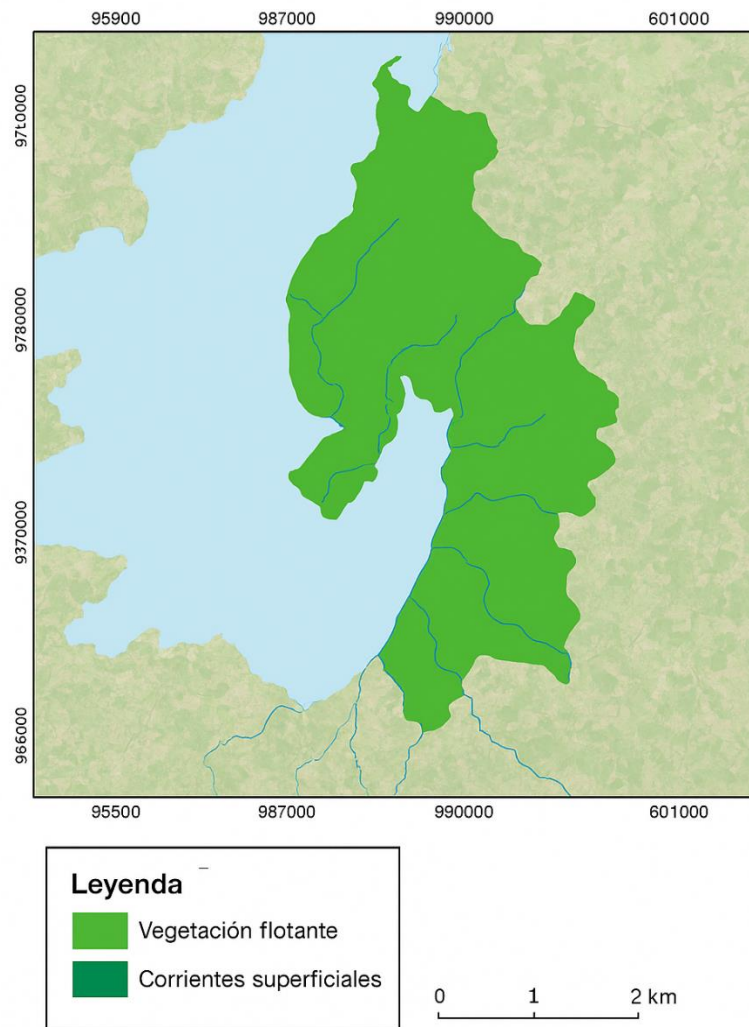 95900 987000 990000 601000
97t0000
9780000
9370000
966000
95500 987000 990000 601000
Leyenda
Vegetación flotante
Corrientes superficiales
0 1 2 km